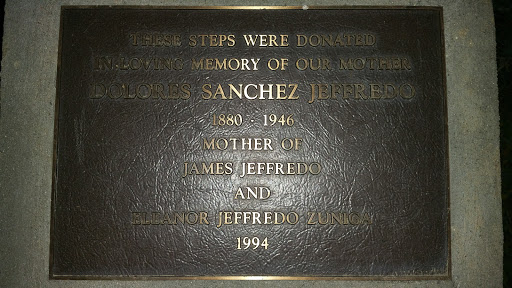 THESE STEPS WERE DONATED
IN LOVING MEMORY OF OUR MOTHER
DOLORES SANCHEZ JEFFREDO
1880 - 1946
MOTHER OF
JAMES JEFFREDO
AND
ELEANOR JEFFREDO-ZUNIGA
1994